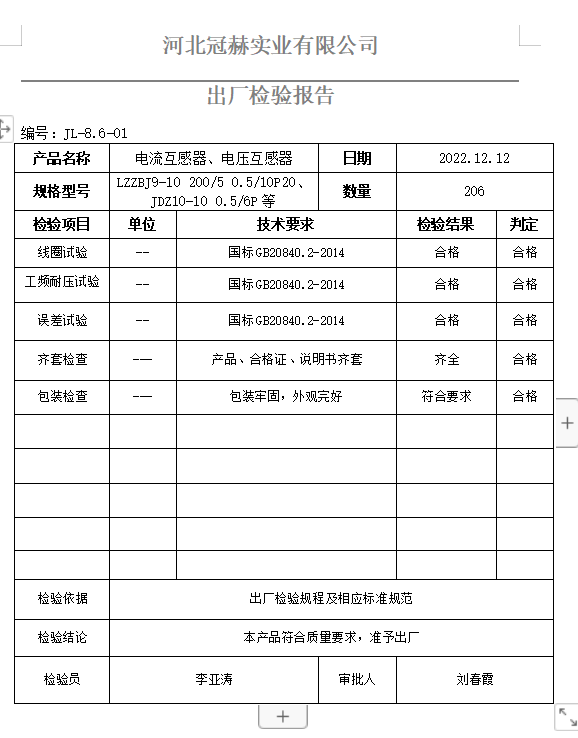 河北冠赫实业有限公司
出厂检验报告
编号：JL-8.6-01
产品名称 电流互感器、电压互感器 日期 2022.12.12
规格型号 LZZBJ9-10 200/5 0.5/10P20、 数量 206
JDZ10-10 0.5/6P 等
检验项目 单位 技术要求 检验结果 判定
线圈试验 -- 国标GB20840.2-2014 合格 合格
工频耐压试验 -- 国标GB20840.2-2014 合格 合格
误差试验 -- 国标GB20840.2-2014 合格 合格
齐套检查 -— 产品、合格证、说明书齐套 齐全 合格
包装检查 -— 包装牢固，外观完好 符合要求 合格
检验依据 出厂检验规程及相应标准规范
检验结论 本产品符合质量要求，准予出厂
检验员 李亚涛 审批人 刘春霞